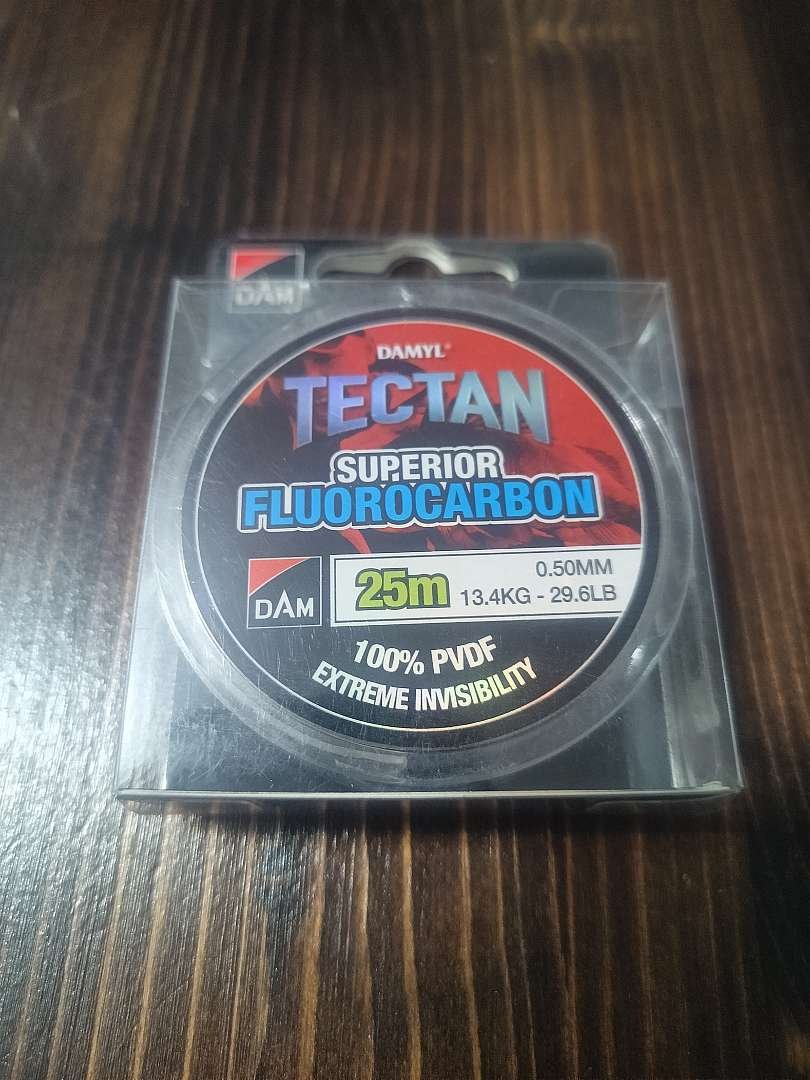 DAM
DAMYL®
TECTAN
SUPERIOR
FLUOROCARBON
DAM
25m
0.50MM
13.4KG - 29.6LB
100% PVDF
EXTREME INVISIBILITY